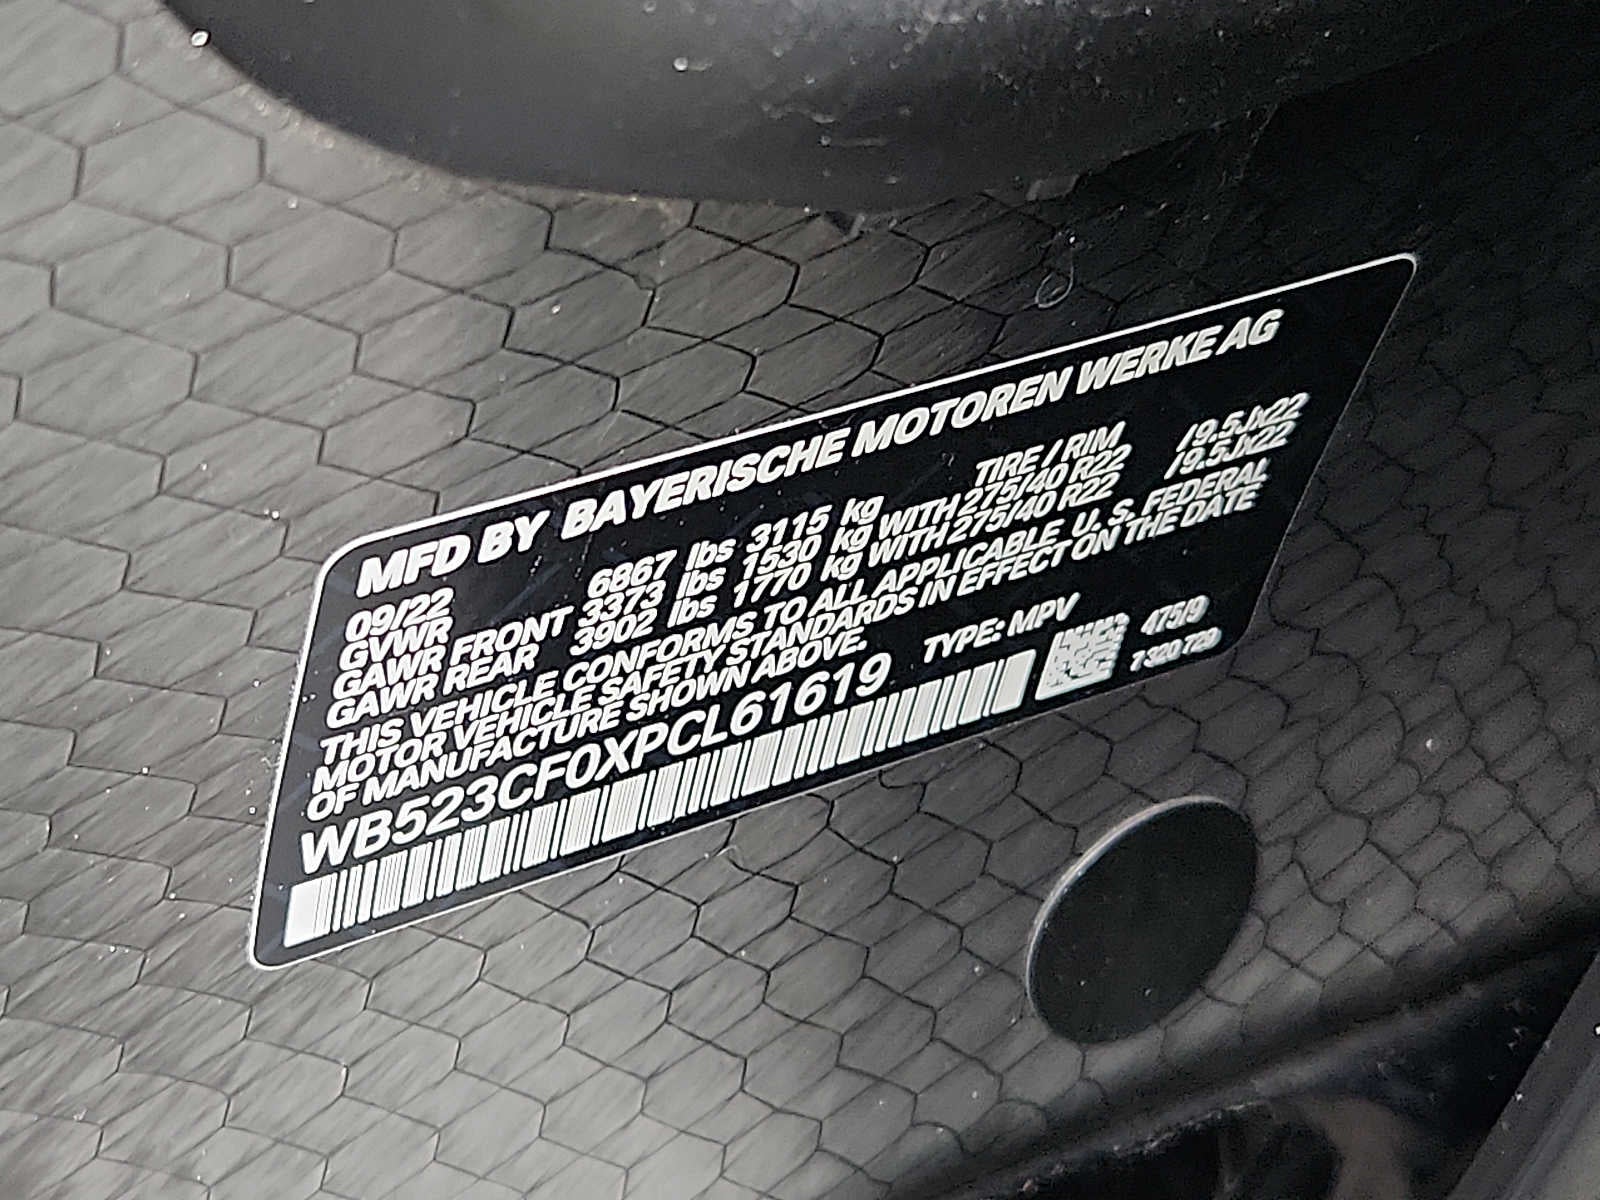 MFD BY BAYERISCHE MOTOREN WERKE AG
09/22 TIRE / RIM
GVWR 6867 lbs 3115 kg
GAWR FRONT 3373 lbs 1530 kg WITH 275/40 R22 / 9.5Jx22
GAWR REAR 3902 lbs 1770 kg WITH 275/40 R22 / 9.5Jx22
THIS VEHICLE CONFORMS TO ALL APPLICABLE U. S. FEDERAL
MOTOR VEHICLE SAFETY STANDARDS IN EFFECT ON THE DATE
OF MANUFACTURE SHOWN ABOVE.
WB523CF0XPCL61619 TYPE: MPV
475/9
7 320 729